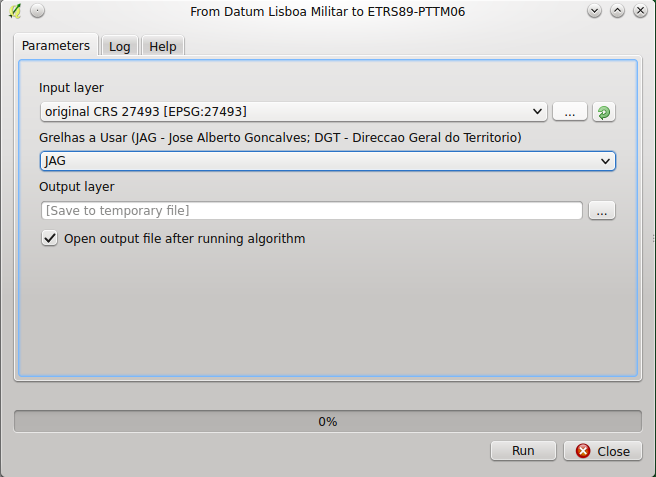 From Datum Lisboa Militar to ETRS89-PTTM06
Parameters Log Help
Input layer
original CRS 27493 [EPSG:27493] ...
Grelhas a Usar (JAG - Jose Alberto Goncalves; DGT - Direccao Geral do Territorio)
JAG
Output layer
[Save to temporary file] ...
Open output file after running algorithm
0%
Run Close